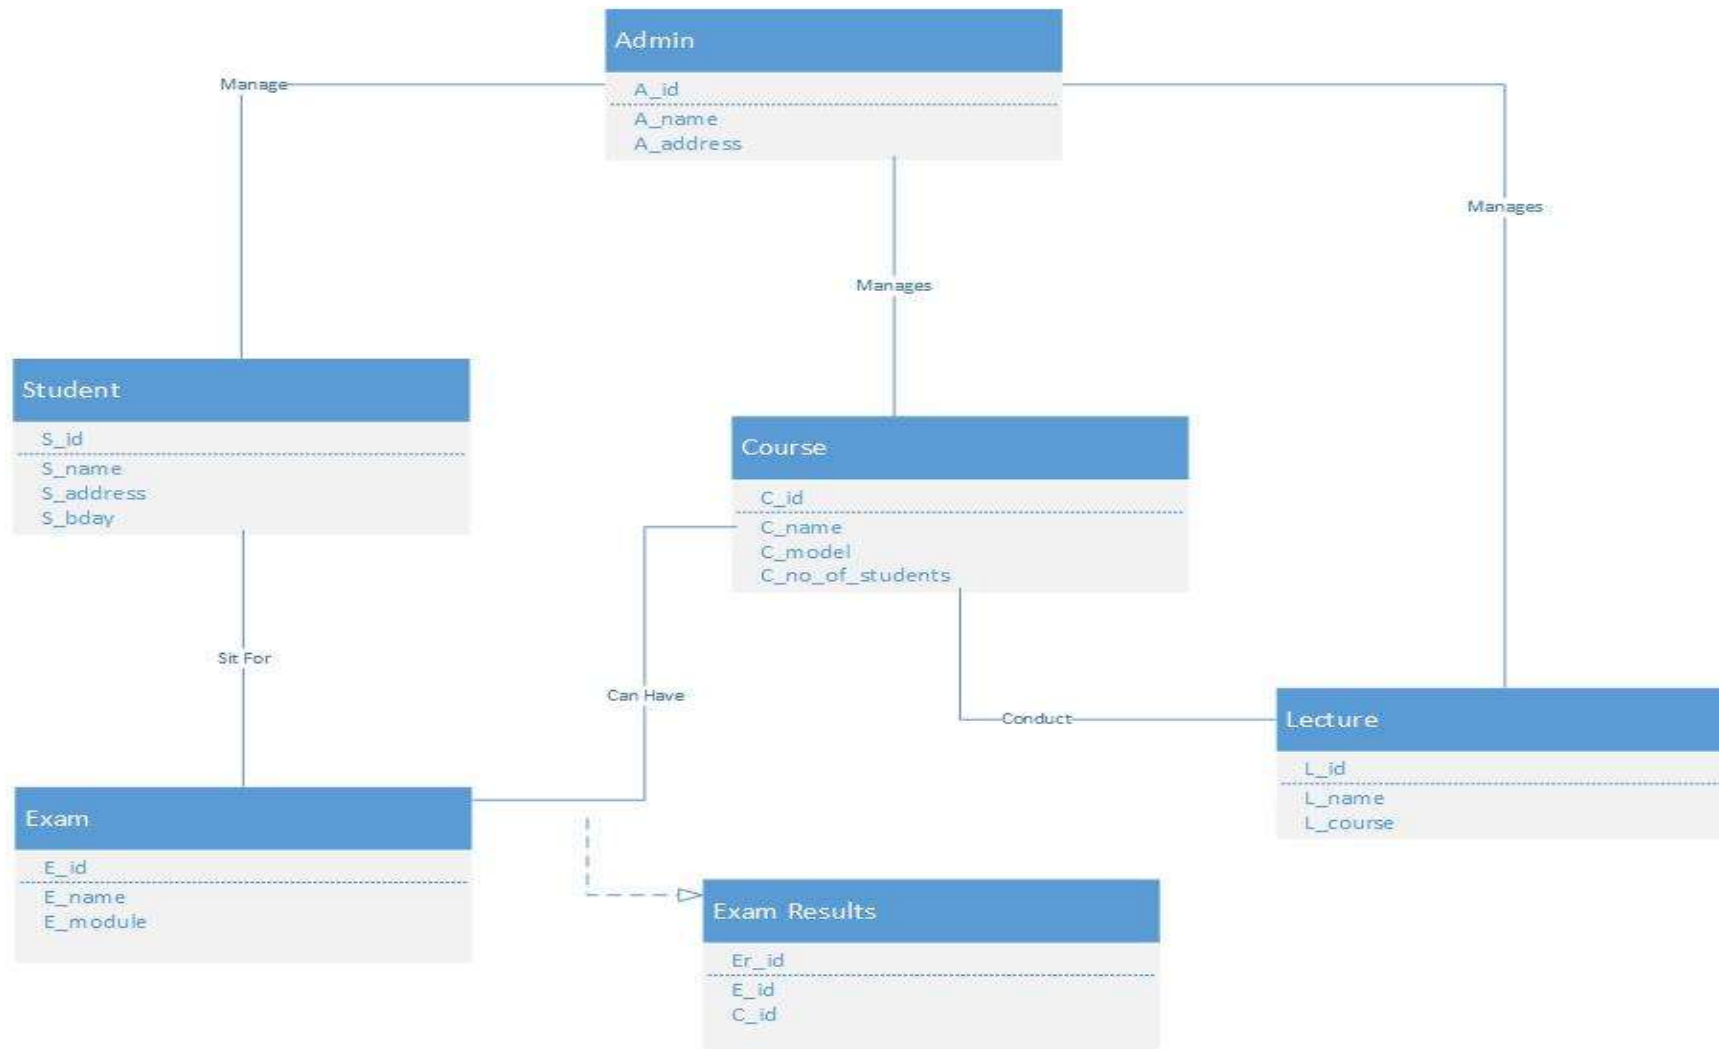 Admin
A_id
A_name
A_address
Manage
Manages
Manages
Student
S_id
S_name
S_address
S_bday
Course
C_id
C_name
C_model
C_no_of_students
Sit For
Can Have
Conduct
Lecture
L_id
L_name
L_course
Exam
E_id
E_name
E_module
Exam Results
Er_id
E_id
C_id